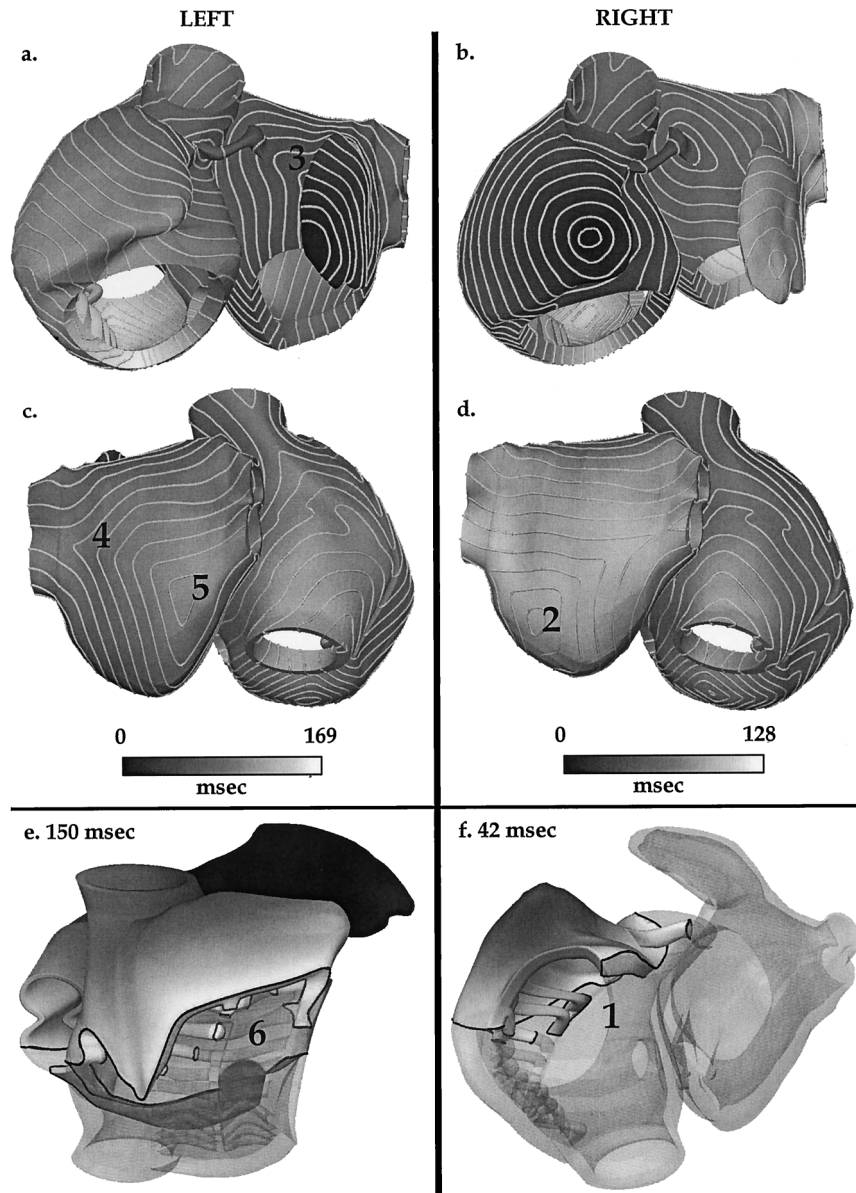 LEFT
RIGHT
a.
b.
3
c.
d.
4
5
2
0 169
msec
0 128
msec
e. 150 msec
f. 42 msec
6
1